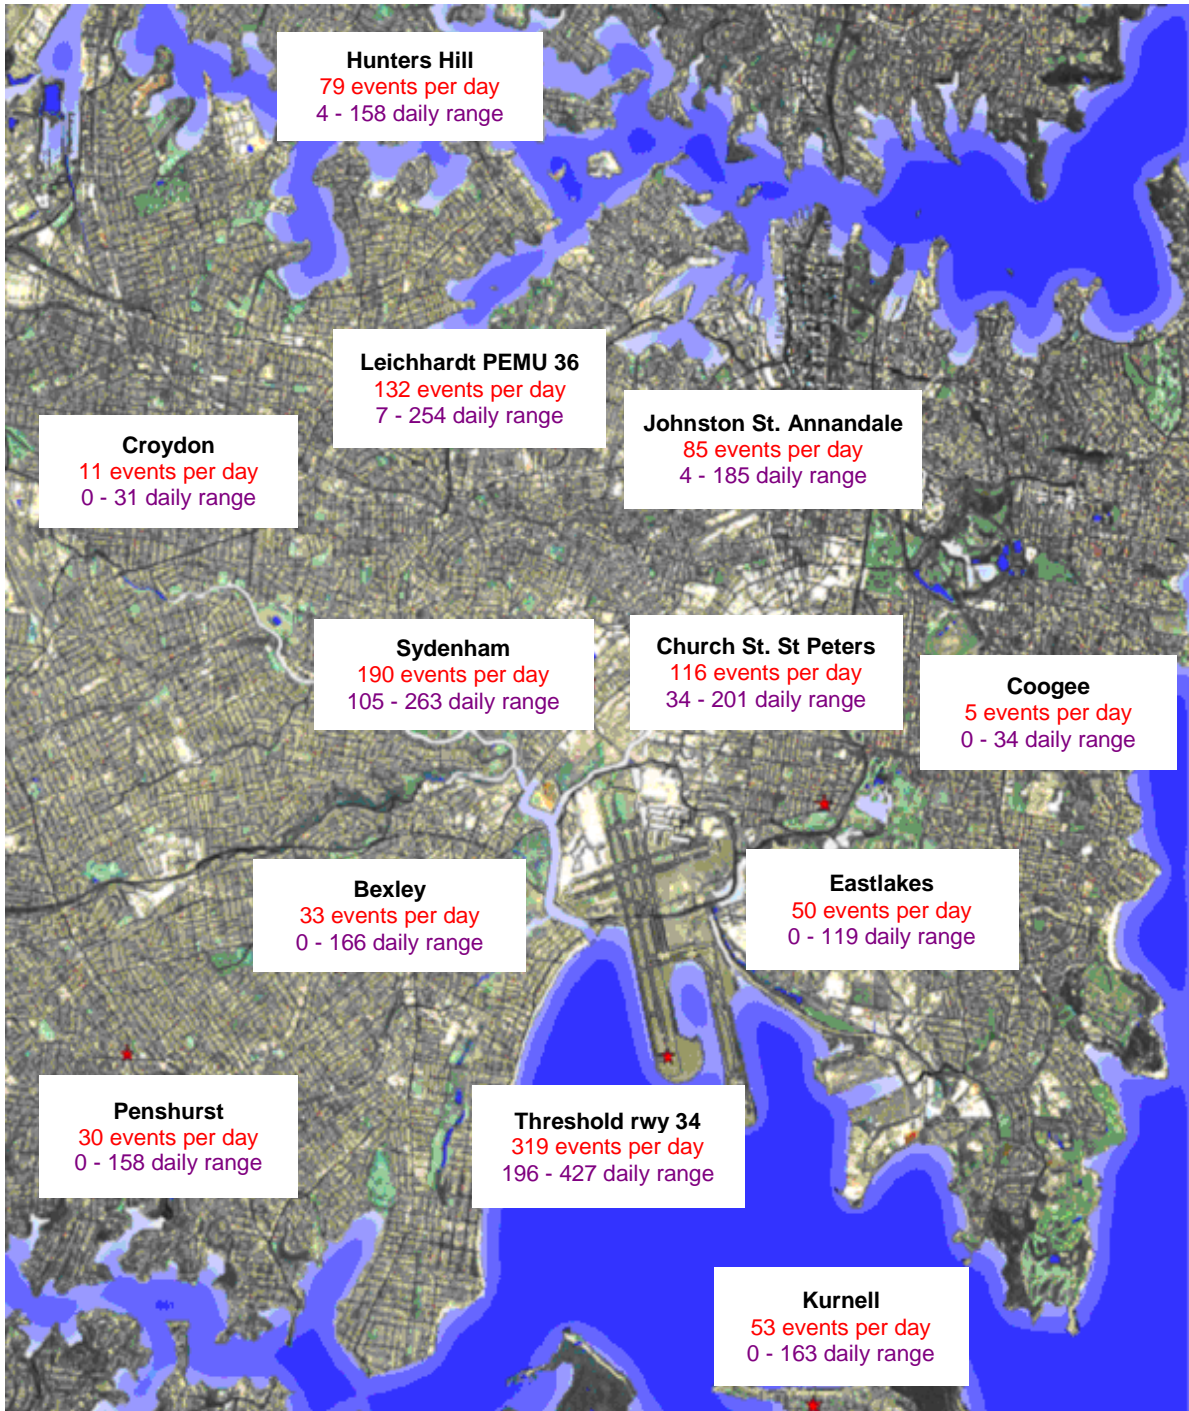 Hunters Hill
79 events per day
4 - 158 daily range
Leichhardt PEMU 36
132 events per day
7 - 254 daily range
Johnston St. Annandale
85 events per day
4 - 185 daily range
Croydon
11 events per day
0 - 31 daily range
Sydenham
190 events per day
105 - 263 daily range
Church St. St Peters
116 events per day
34 - 201 daily range
Coogee
5 events per day
0 - 34 daily range
Bexley
33 events per day
0 - 166 daily range
Eastlakes
50 events per day
0 - 119 daily range
Penshurst
30 events per day
0 - 158 daily range
Threshold rwy 34
319 events per day
196 - 427 daily range
Kurnell
53 events per day
0 - 163 daily range